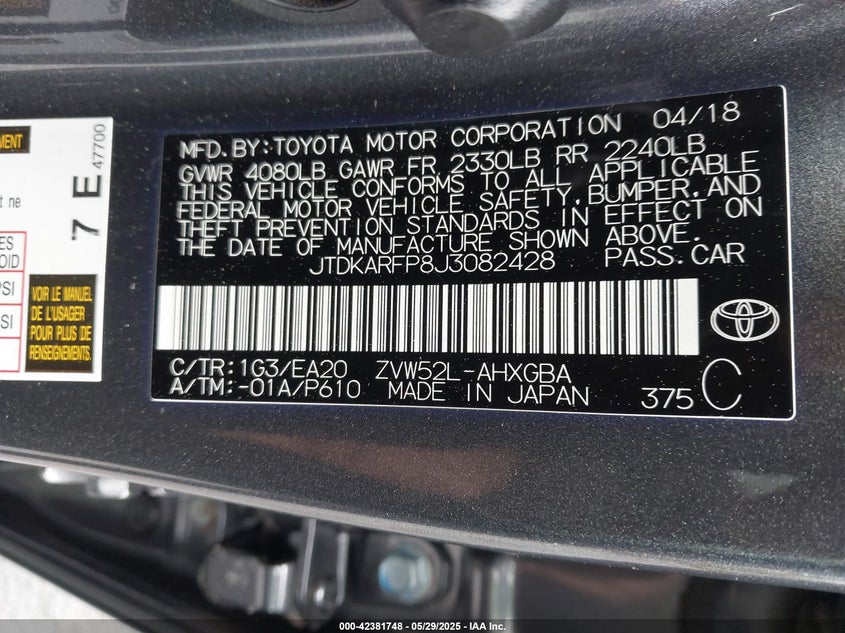 MFD.BY:TOYOTA MOTOR CORPORATION 04/18
GVWR 4080LB GAWR FR 2330LB RR 2240LB
THIS VEHICLE CONFORMS TO ALL APPLICABLE
FEDERAL MOTOR VEHICLE SAFETY,BUMPER,AND
THEFT PREVENTION STANDARDS IN EFFECT ON
THE DATE OF MANUFACTURE SHOWN ABOVE.
JTDKARFP8J3082428 PASS.CAR
C/TR:1G3/EA20 ZVW52L-AHXGBA
A/TM:-01A/P610 MADE IN JAPAN 375 C
7 E 47700
VOIR LE MANUEL
DE L'USAGER
POUR PLUS DE
RENSEIGNEMENTS.
000-42381748 - 05/29/2025 - IAA Inc.